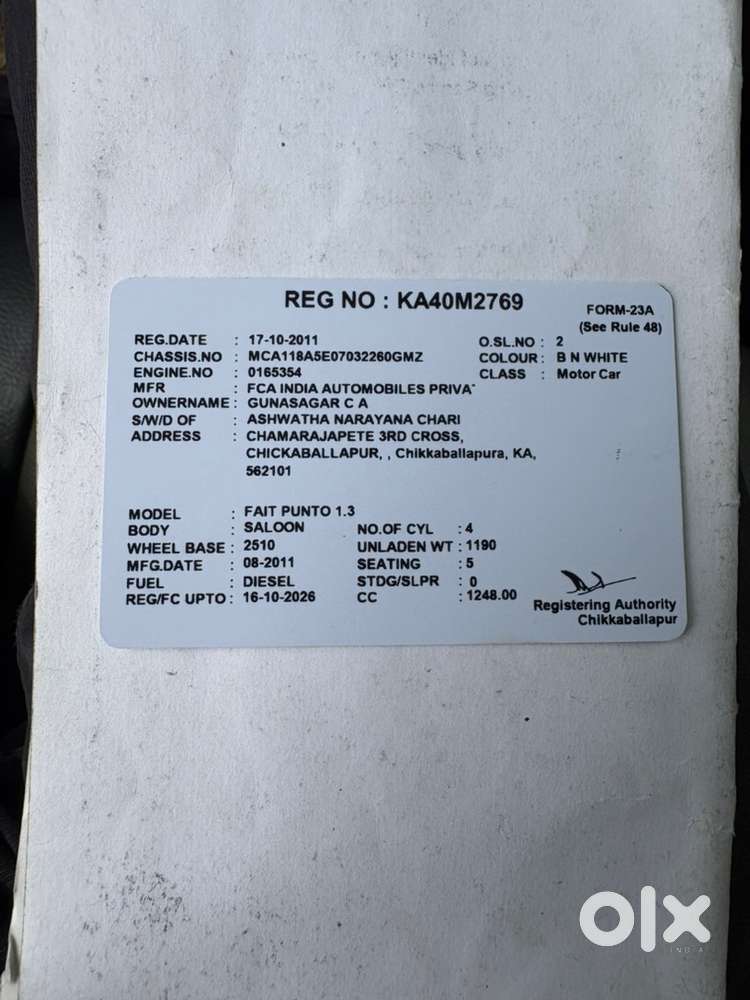 REG NO : KA40M2769
FORM-23A
(See Rule 48)
REG.DATE : 17-10-2011 O.SL.NO : 2
CHASSIS.NO : MCA118A5E07032260GMZ COLOUR : B N WHITE
ENGINE.NO : 0165354 CLASS : Motor Car
MFR : FCA INDIA AUTOMOBILES PRIVA
OWNERNAME : GUNASAGAR C A
S/W/D OF : ASHWATHA NARAYANA CHARI
ADDRESS : CHAMARAJAPETE 3RD CROSS,
CHICKABALLAPUR, , Chikkaballapura, KA,
562101
MODEL : FAIT PUNTO 1.3
BODY : SALOON NO.OF CYL : 4
WHEEL BASE : 2510 UNLADEN WT : 1190
MFG.DATE : 08-2011 SEATING : 5
FUEL : DIESEL STDG/SLPR : 0
REG/FC UPTO : 16-10-2026 CC : 1248.00
Registering Authority
Chikkaballapur
olx
INDIA